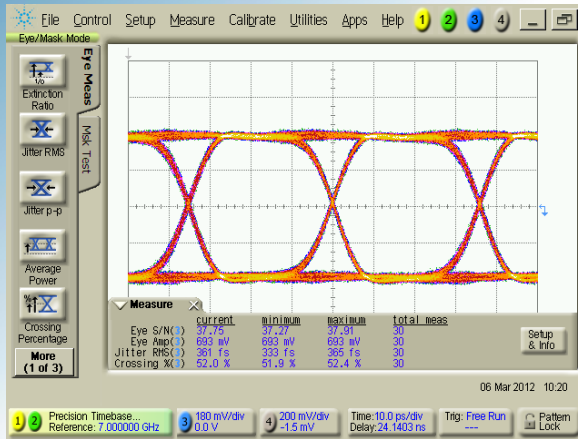 File Control Setup Measure Calibrate Utilities Apps Help 1 2 3 4
Eye/Mask Mode
Eye Meas
Msk Test
1/0
Extinction
Ratio
Jitter RMS
Jitter p-p
Average
Power
Crossing
Percentage
More
(1 of 3)
Measure
current minimum maximum total meas
Eye S/N(3) 37.75 37.27 37.91 30
Eye Amp(3) 693 mV 693 mV 693 mV 30
Jitter RMS(3) 361 fs 333 fs 365 fs 30
Crossing %(3) 52.0 % 51.9 % 52.4 % 30
Setup
& Info
06 Mar 2012 10:20
1 2 Precision Timebase...
Reference: 7.000000 GHz
3 180 mV/div
0.0 V
4 200 mV/div
-1.5 mV
Time:10.0 ps/div
Delay:24.1403ns
Trig: Free Run
---
Pattern
Lock